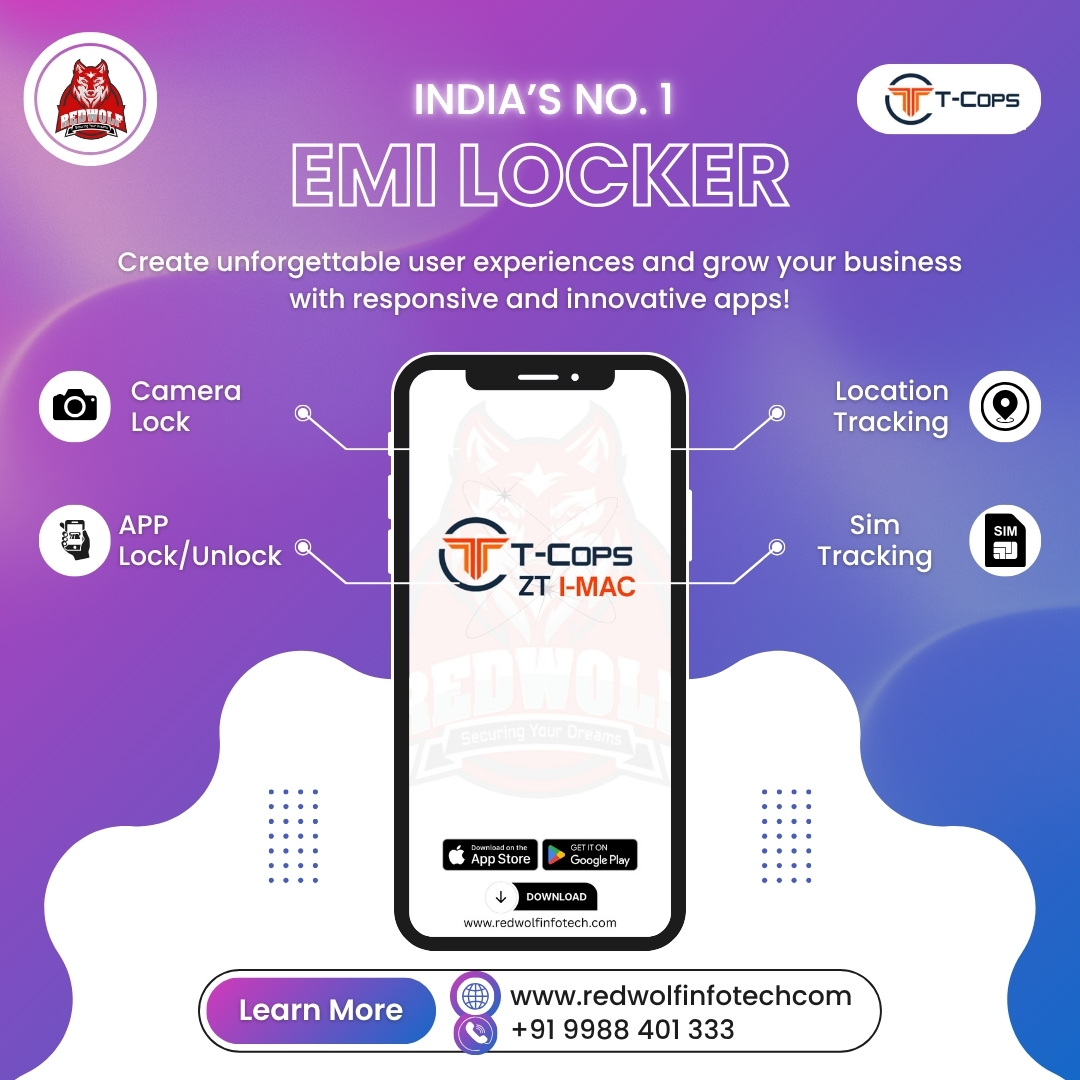 REDWOLF
Securing Your Dreams
T-COPS
INDIA'S NO. 1
EMI LOCKER
Create unforgettable user experiences and grow your business
with responsive and innovative apps!
Camera
Lock
Location
Tracking
APP
Lock/Unlock
Sim
Tracking
SIM
T-COPS
ZT I-MAC
REDWOLF
Securing Your Dreams
Download on the
App Store
GET IT ON
Google Play
DOWNLOAD
www.redwolfinfotech.com
Learn More
www.redwolfinfotechcom
+91 9988 401 333